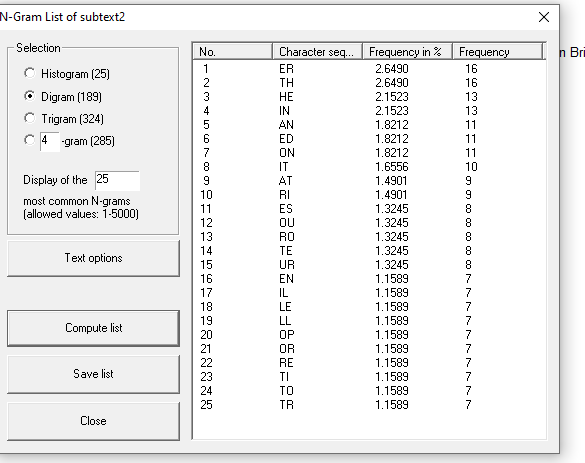 N-Gram List of subtext2
n Bri
Selection
Histogram (25)
Digram (189)
Trigram (324)
4 -gram (285)
Display of the 25
most common N-grams
(allowed values: 1-5000)
Text options
Compute list
Save list
Close
No. Character seq... Frequency in % Frequency
1 ER 2.6490 16
2 TH 2.6490 16
3 HE 2.1523 13
4 IN 2.1523 13
5 AN 1.8212 11
6 ED 1.8212 11
7 ON 1.8212 11
8 IT 1.6556 10
9 AT 1.4901 9
10 RI 1.4901 9
11 ES 1.3245 8
12 OU 1.3245 8
13 RO 1.3245 8
14 TE 1.3245 8
15 UR 1.3245 8
16 EN 1.1589 7
17 IL 1.1589 7
18 LE 1.1589 7
19 LL 1.1589 7
20 OP 1.1589 7
21 OR 1.1589 7
22 RE 1.1589 7
23 TI 1.1589 7
24 TO 1.1589 7
25 TR 1.1589 7